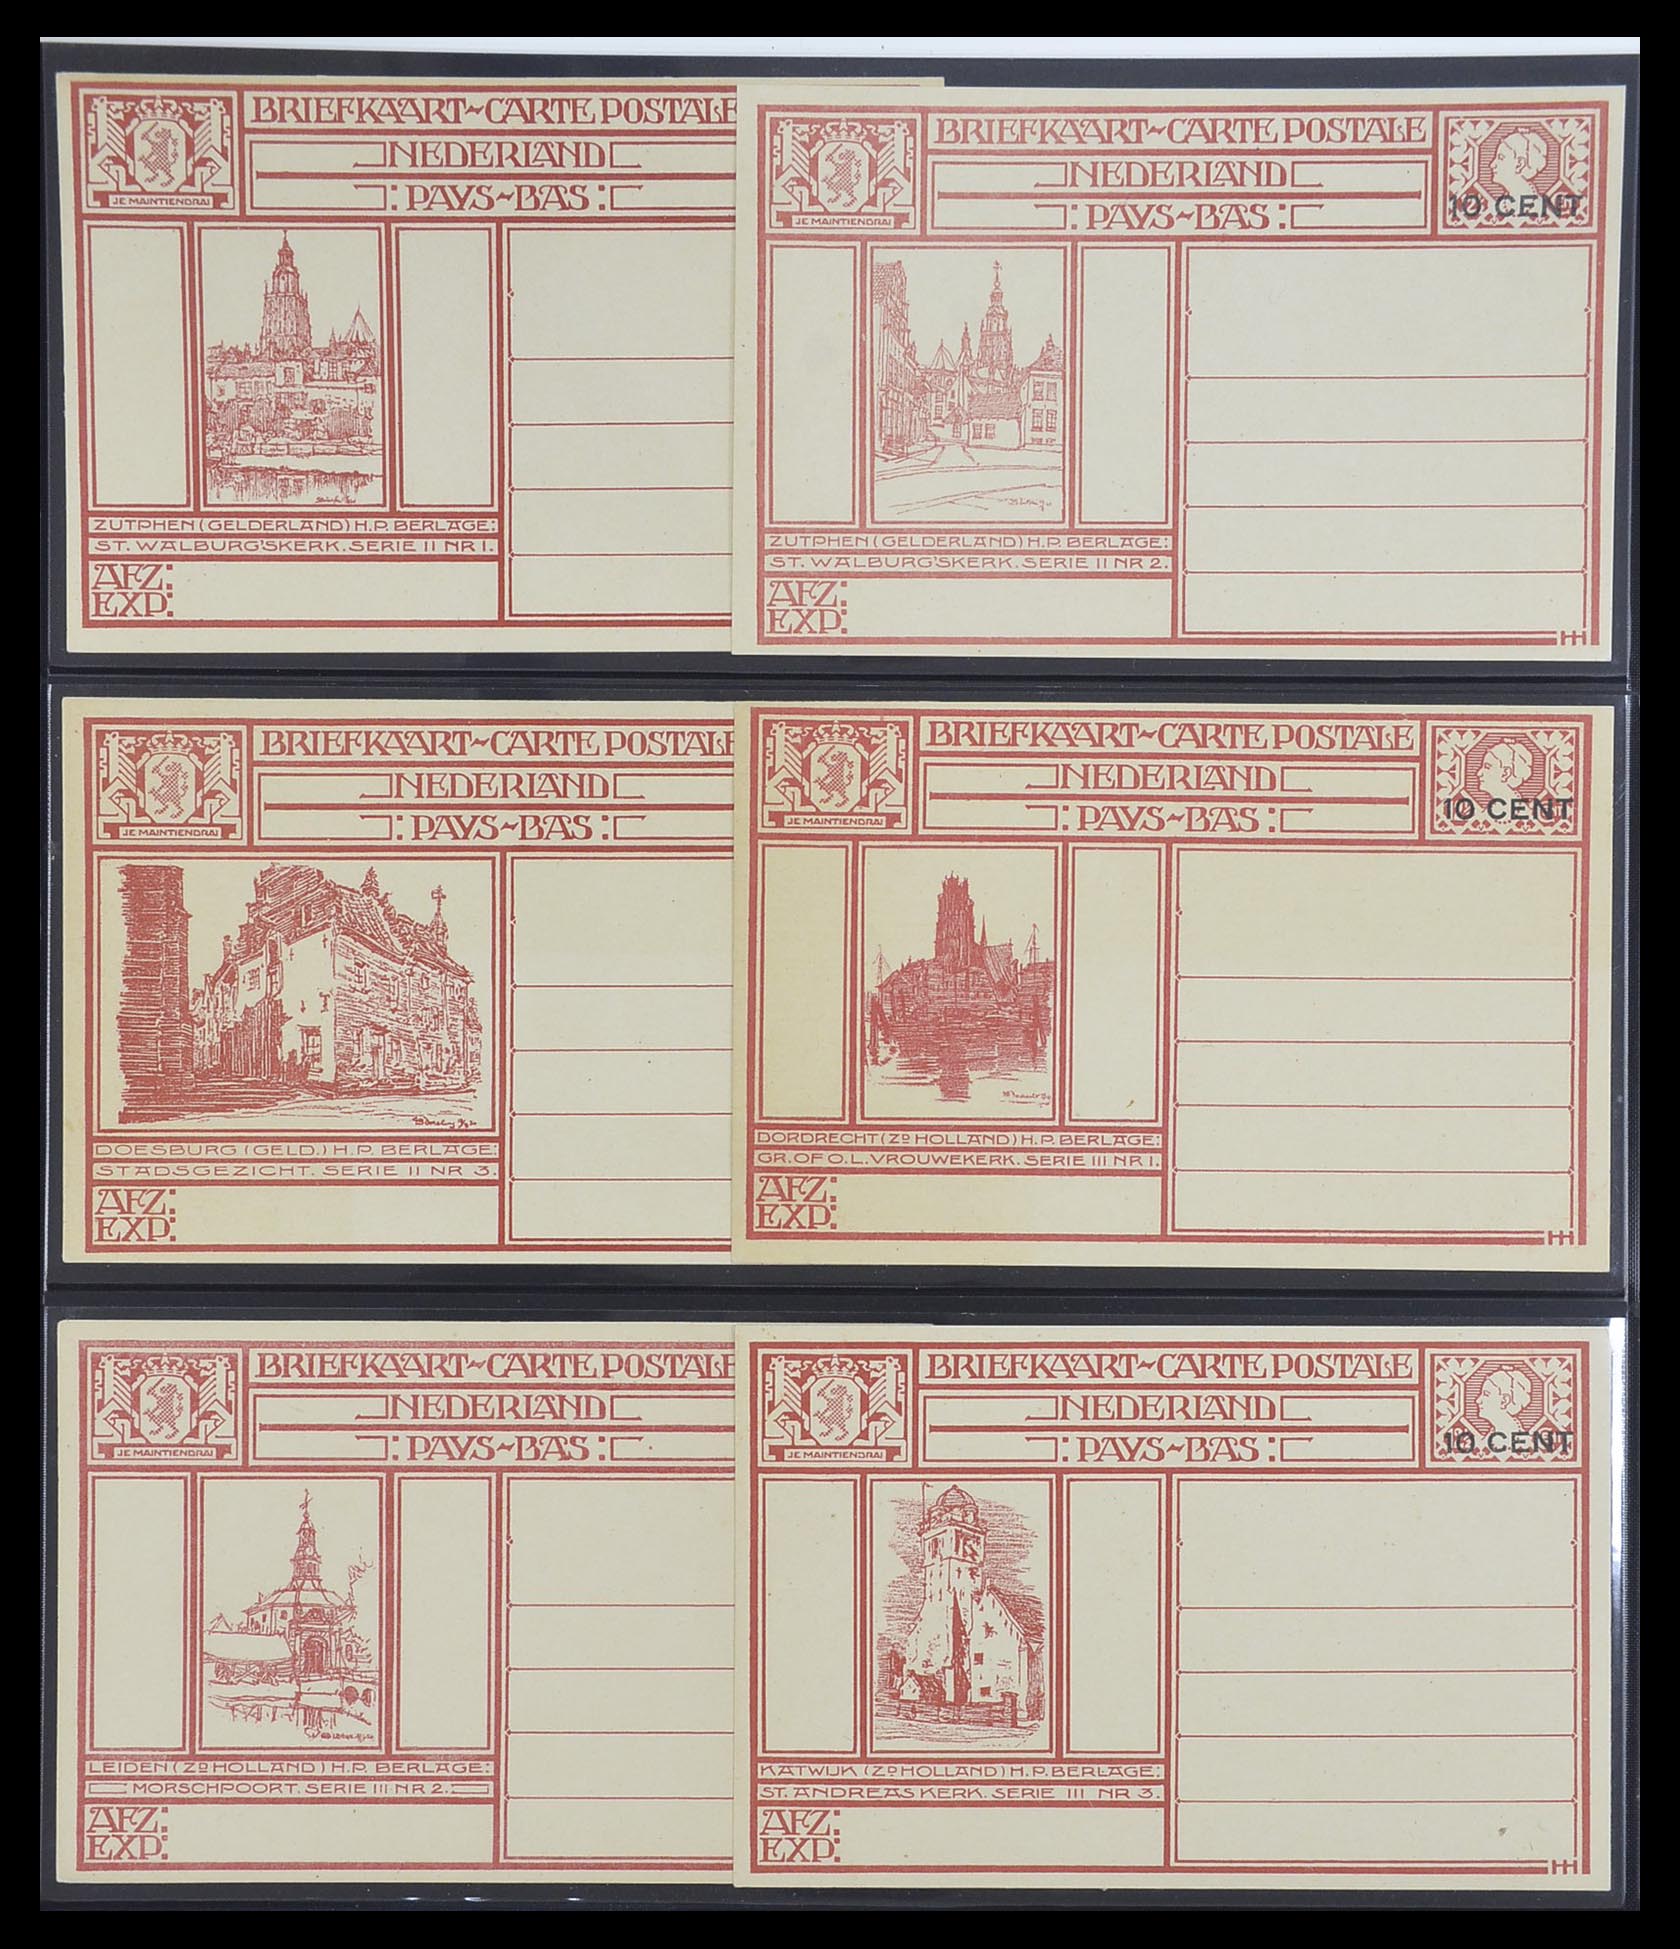 BRIEFKAART~CARTE POSTALE
NEDERLAND
: PAYS~BAS :
JE MAINTIENDRAI
ZUTPHEN (GELDERLAND) H.P. BERLAGE:
ST. WALBURG'SKERK. SERIE II NR 1.
AFZ:
EXP:
BRIEFKAART~CARTE POSTALE
NEDERLAND
: PAYS~BAS :
JE MAINTIENDRAI
10 CENT
ZUTPHEN (GELDERLAND) H.P. BERLAGE:
ST. WALBURG'SKERK. SERIE II NR 2.
AFZ:
EXP:
BRIEFKAART~CARTE POSTALE
NEDERLAND
: PAYS~BAS :
JE MAINTIENDRAI
DOESBURG (GELD.) H.P. BERLAGE:
STADSGEZICHT. SERIE II NR 3.
AFZ:
EXP:
BRIEFKAART~CARTE POSTALE
NEDERLAND
: PAYS~BAS :
JE MAINTIENDRAI
10 CENT
DORDRECHT (ZD HOLLAND) H.P. BERLAGE:
GR. OF O.L. VROUWEKERK. SERIE III NR 1.
AFZ:
EXP:
BRIEFKAART~CARTE POSTALE
NEDERLAND
: PAYS~BAS :
JE MAINTIENDRAI
LEIDEN (ZD HOLLAND) H.P. BERLAGE:
MORSCHPOORT. SERIE III NR 2.
AFZ:
EXP:
BRIEFKAART~CARTE POSTALE
NEDERLAND
: PAYS~BAS :
JE MAINTIENDRAI
10 CENT
KATWIJK (ZD HOLLAND) H.P. BERLAGE:
ST. ANDREAS KERK. SERIE III NR 3.
AFZ:
EXP: